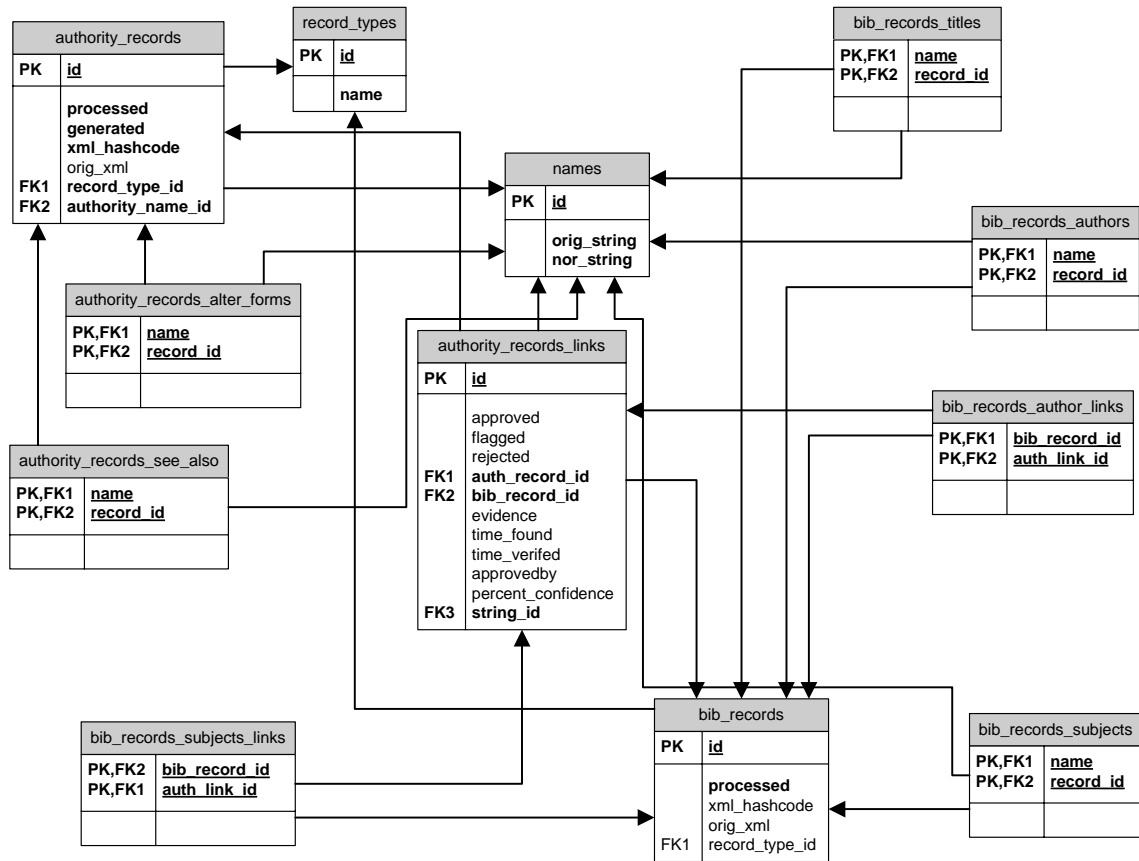 authority_records
PK id
processed
generated
xml_hashcode
orig_xml
FK1 record_type_id
FK2 authority_name_id
record_types
PK id
name
bib_records_titles
PK,FK1 name
PK,FK2 record_id
names
PK id
orig_string
nor_string
bib_records_authors
PK,FK1 name
PK,FK2 record_id
authority_records_alter_forms
PK,FK1 name
PK,FK2 record_id
authority_records_links
PK id
approved
flagged
rejected
FK1 auth_record_id
FK2 bib_record_id
evidence
time_found
time_verifed
approvedby
percent_confidence
FK3 string_id
bib_records_author_links
PK,FK1 bib_record_id
PK,FK2 auth_link_id
authority_records_see_also
PK,FK1 name
PK,FK2 record_id
bib_records_subjects_links
PK,FK2 bib_record_id
PK,FK1 auth_link_id
bib_records
PK id
processed
xml_hashcode
orig_xml
FK1 record_type_id
bib_records_subjects
PK,FK1 name
PK,FK2 record_id